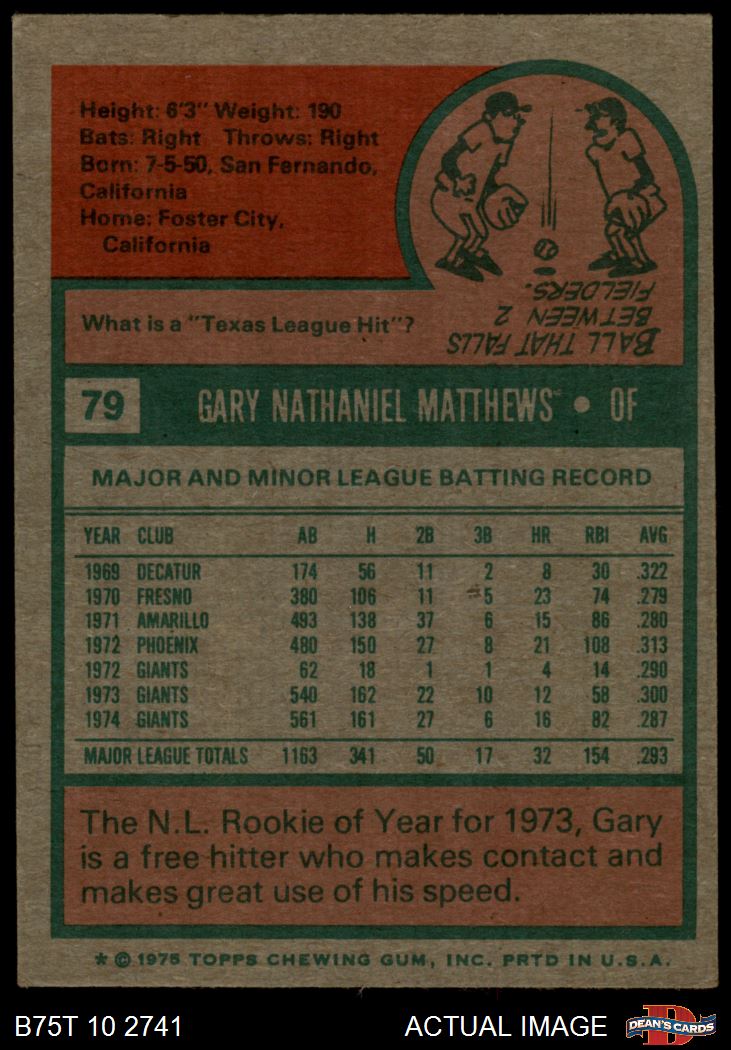 Height: 6'3" Weight: 190
Bats: Right Throws: Right
Born: 7-5-50, San Fernando,
California
Home: Foster City,
California
What is a "Texas League Hit"?
BALL THAT FALLS
BETWEEN 2
FIELDERS.
79 GARY NATHANIEL MATTHEWS • OF
MAJOR AND MINOR LEAGUE BATTING RECORD
YEAR CLUB AB H 2B 3B HR RBI AVG
1969 DECATUR 174 56 11 2 8 30 .322
1970 FRESNO 380 106 11 5 23 74 .279
1971 AMARILLO 493 138 37 6 15 86 .280
1972 PHOENIX 480 150 27 8 21 108 .313
1972 GIANTS 62 18 1 1 4 14 .290
1973 GIANTS 540 162 22 10 12 58 .300
1974 GIANTS 561 161 27 6 16 82 .287
MAJOR LEAGUE TOTALS 1163 341 50 17 32 154 .293
The N.L. Rookie of Year for 1973, Gary
is a free hitter who makes contact and
makes great use of his speed.
* © 1975 TOPPS CHEWING GUM, INC. PRTD IN U.S.A.
B75T 10 2741 ACTUAL IMAGE D DEAN'S CARDS